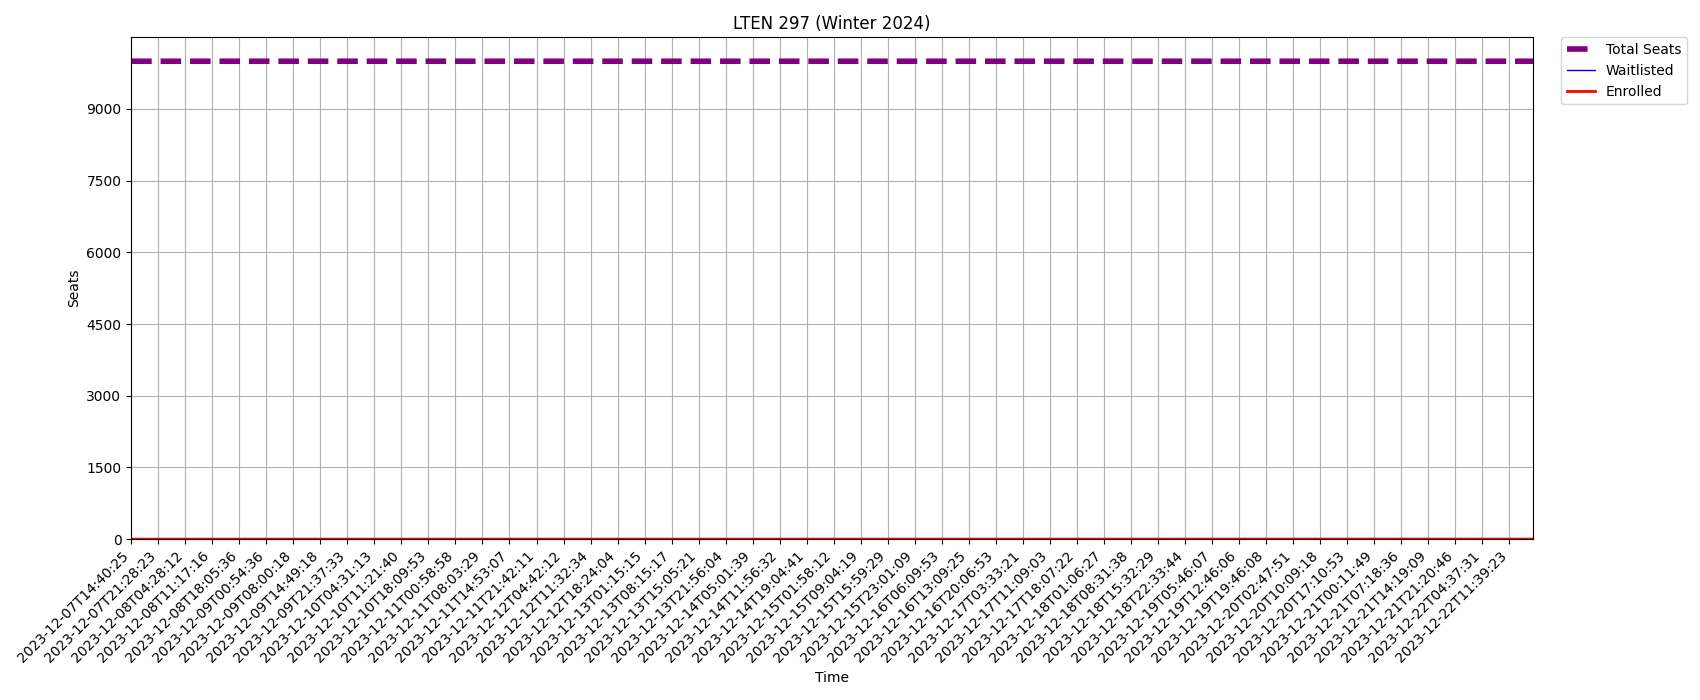 LTEN 297 (Winter 2024)
Total Seats
Waitlisted
Enrolled
Seats
9000
7500
6000
4500
3000
1500
0
2023-12-07T14:40:25
2023-12-07T21:28:23
2023-12-08T04:28:12
2023-12-08T11:17:16
2023-12-08T18:05:36
2023-12-09T00:54:36
2023-12-09T08:00:18
2023-12-09T14:49:18
2023-12-09T21:37:33
2023-12-10T04:31:13
2023-12-10T11:21:40
2023-12-10T18:09:53
2023-12-11T00:58:58
2023-12-11T08:03:29
2023-12-11T14:53:07
2023-12-11T21:42:11
2023-12-12T04:42:12
2023-12-12T11:32:34
2023-12-12T18:24:04
2023-12-13T01:15:15
2023-12-13T08:15:17
2023-12-13T15:05:21
2023-12-13T21:56:04
2023-12-14T05:01:39
2023-12-14T11:56:32
2023-12-14T19:04:41
2023-12-15T01:58:12
2023-12-15T09:04:19
2023-12-15T15:59:29
2023-12-15T23:01:09
2023-12-16T06:09:53
2023-12-16T13:09:25
2023-12-16T20:06:53
2023-12-17T03:33:21
2023-12-17T11:09:03
2023-12-17T18:07:22
2023-12-18T01:06:27
2023-12-18T08:31:38
2023-12-18T15:32:29
2023-12-18T22:33:44
2023-12-19T05:46:07
2023-12-19T12:46:06
2023-12-19T19:46:08
2023-12-20T02:47:51
2023-12-20T10:09:18
2023-12-20T17:10:53
2023-12-21T00:11:49
2023-12-21T07:18:36
2023-12-21T14:19:09
2023-12-21T21:20:46
2023-12-22T04:37:31
2023-12-22T11:39:23
Time